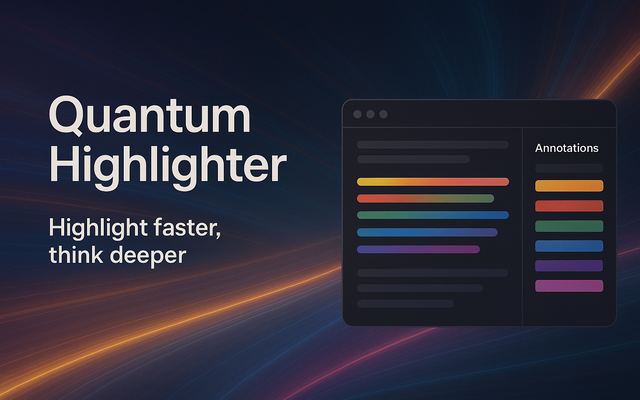 Quantum
Highlighter
Highlight faster,
think deeper
Annotations